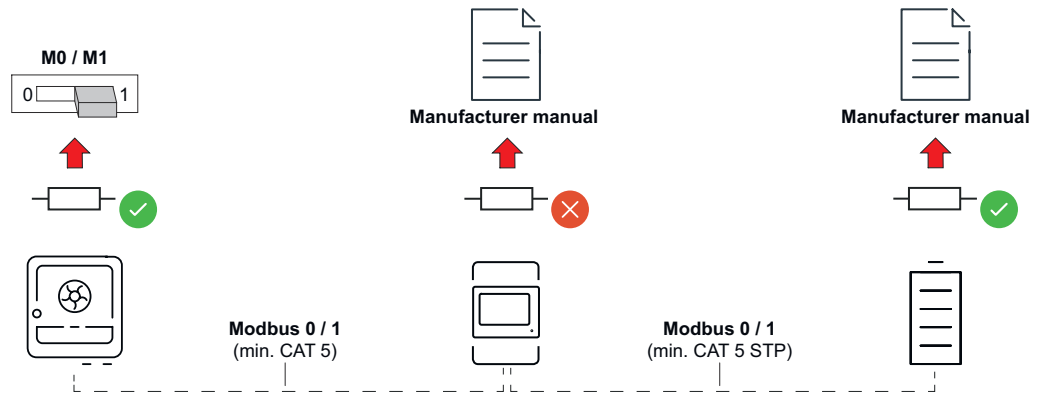 M0 / M1
0 1
Manufacturer manual
Manufacturer manual
Modbus 0 / 1
(min. CAT 5)
Modbus 0 / 1
(min. CAT 5 STP)